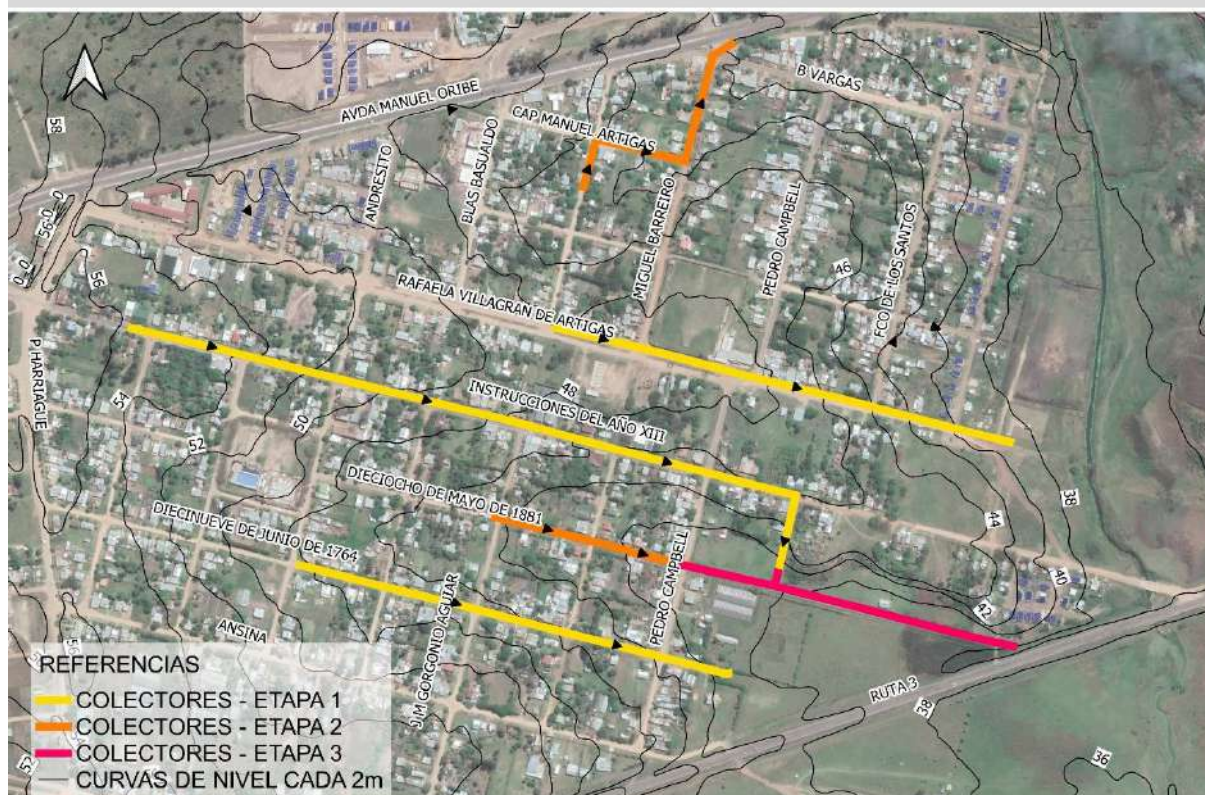 B VARGAS
AVDA MANUEL ORIBE
58
CAP MANUEL ARTIGAS
BLAS BASUALDO
ANDRESITO
MIGUEL BARREIRO
PEDRO CAMPBELL
FCO DE LOS SANTOS
46
56
RAFAELA VILLAGRAN DE ARTIGAS
P HARRIAGUE
54
52
50
48
INSTRUCCIONES DEL AÑO XIII
DIECIOCHO DE MAYO DE 1881
DIECINUEVE DE JUNIO DE 1764
38
44
40
42
PEDRO CAMPBELL
J M GORGONIO AGUIAR
ANSINA
RUTA 3
38
36
56
52
REFERENCIAS
COLECTORES - ETAPA 1
COLECTORES - ETAPA 2
COLECTORES - ETAPA 3
CURVAS DE NIVEL CADA 2m